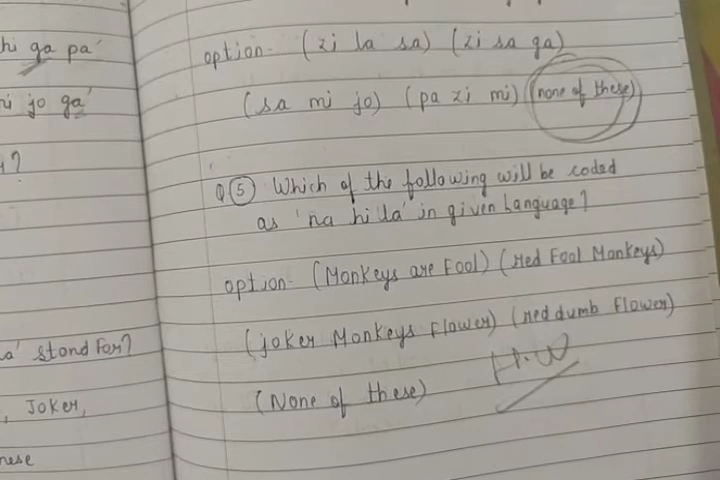 hi ga pa'
jo ga'
?
a' stand For?
, JOKER,
option- (zi la sa) (zi sa ga)
(sa mi jo) (pa zi mi) (none of these)
Q 5 Which of the following will be coded
as 'na hi la' in given Language?
option- (Monkeys are Fool) (red Fool Monkeys)
(joker Monkeys Flower) (red dumb Flower)
(None of these) H.W